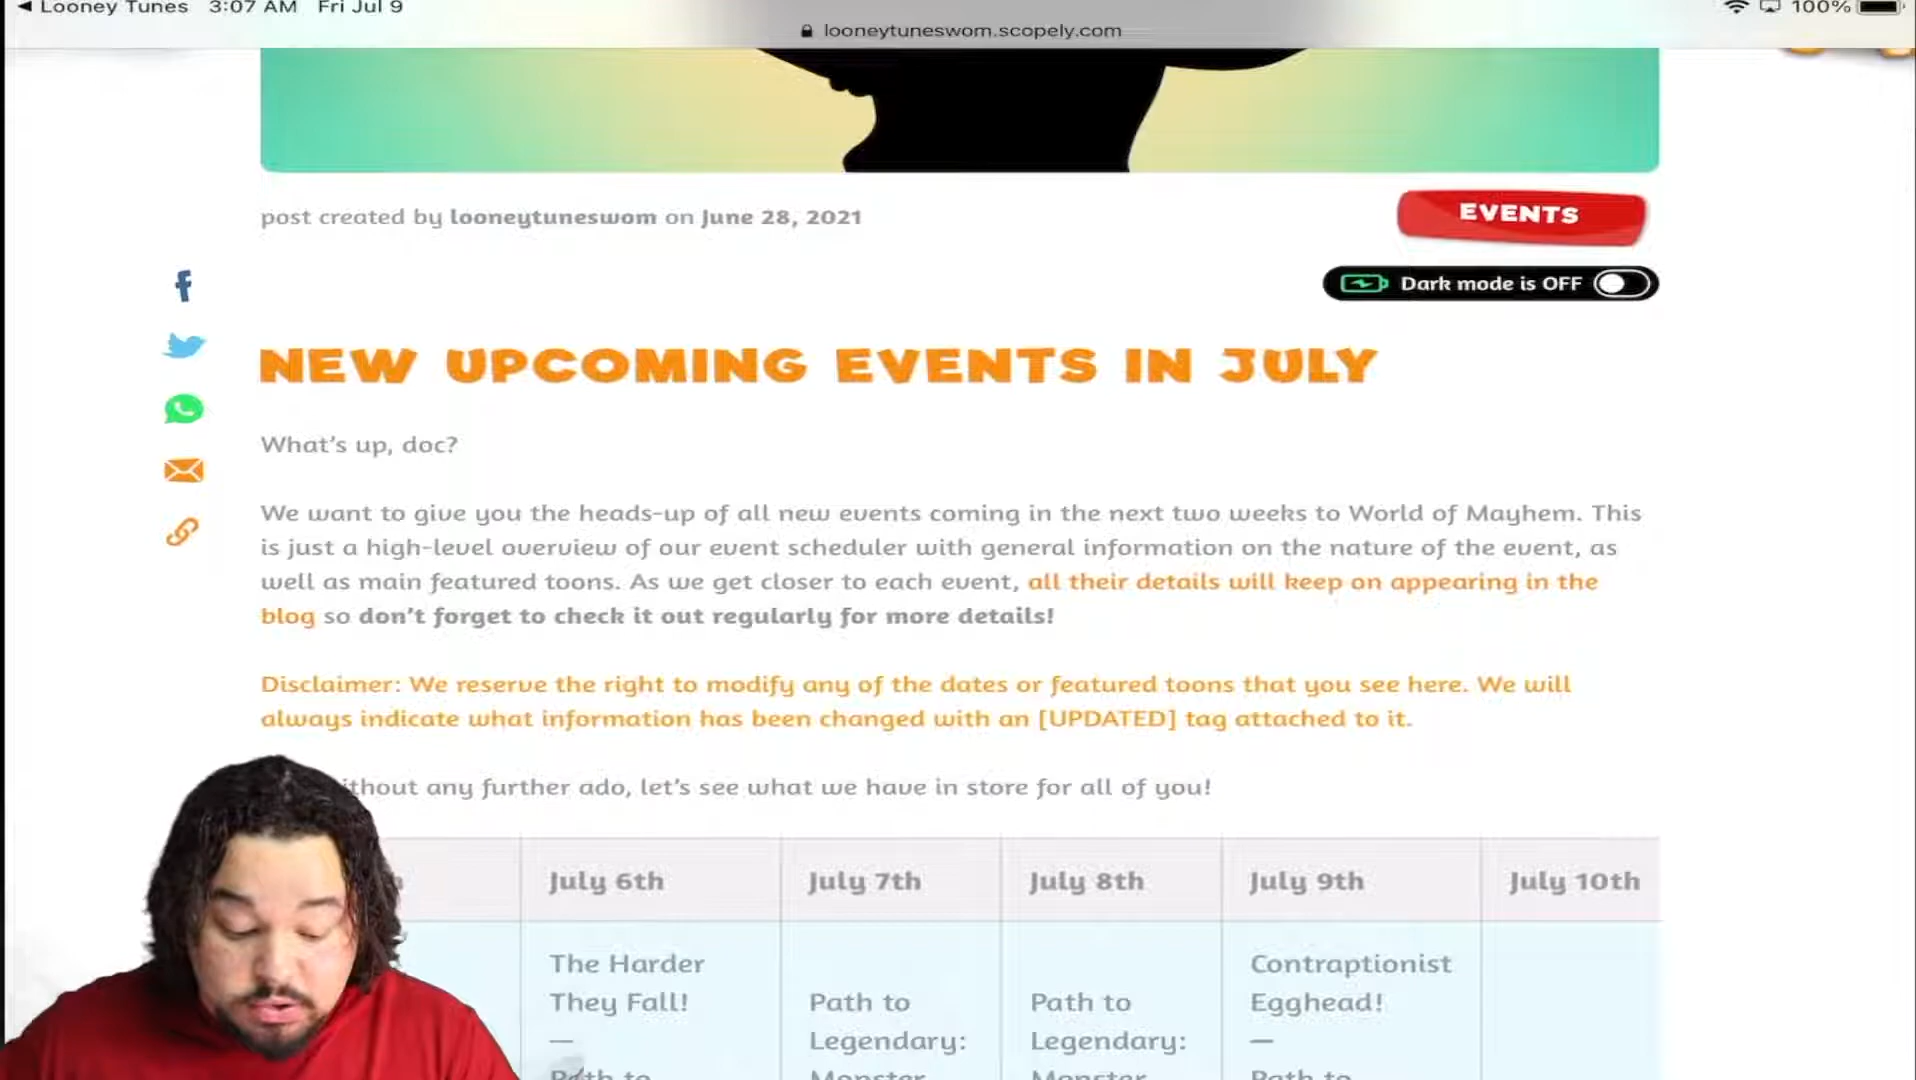 Looney Tunes 3:07 AM Fri Jul 9 100%
looneytuneswom.scopely.com
post created by looneytuneswom on June 28, 2021
EVENTS
Dark mode is OFF
NEW UPCOMING EVENTS IN JULY
What's up, doc?
We want to give you the heads-up of all new events coming in the next two weeks to World of Mayhem. This
is just a high-level overview of our event scheduler with general information on the nature of the event, as
well as main featured toons. As we get closer to each event, all their details will keep on appearing in the
blog so don't forget to check it out regularly for more details!
Disclaimer: We reserve the right to modify any of the dates or featured toons that you see here. We will
always indicate what information has been changed with an [UPDATED] tag attached to it.
any further ado, let's see what we have in store for all of you!
July 6th July 7th July 8th July 9th July 10th
The Harder
They Fall!
—
Path to
Path to
Legendary:
Monster
Path to
Legendary:
Monster
Contraptionist
Egghead!
—
Path to